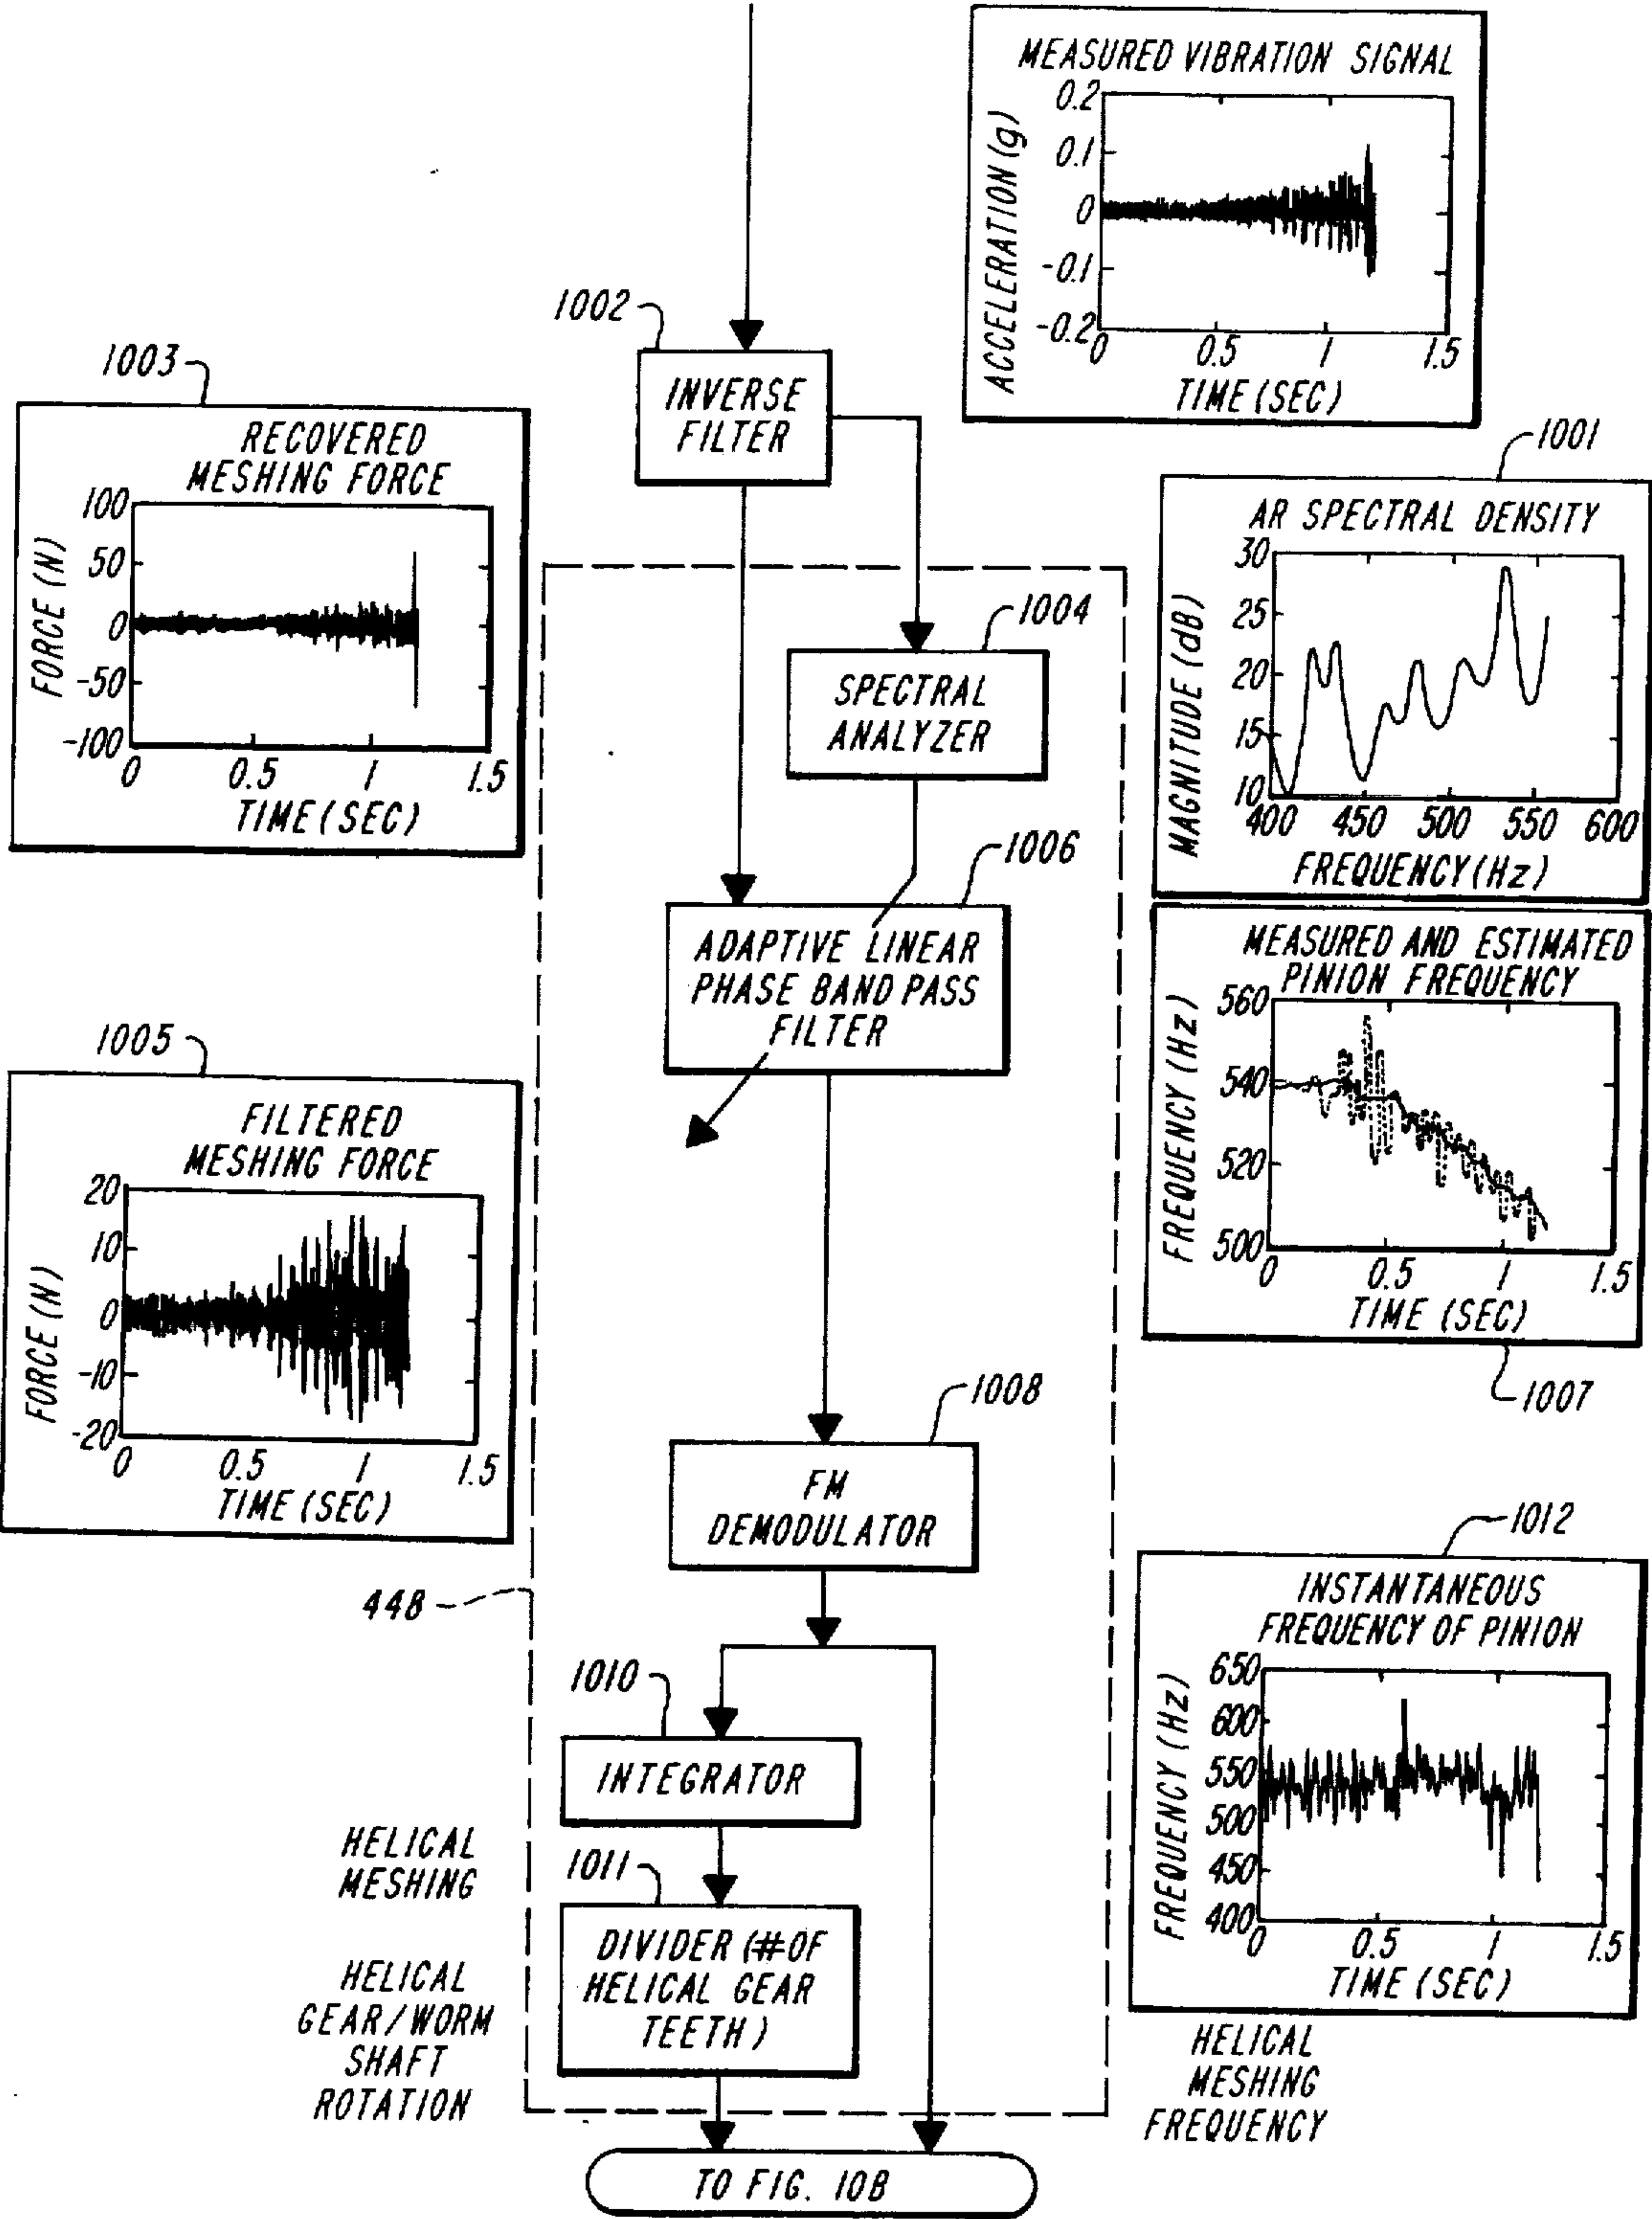 MEASURED VIBRATION SIGNAL
ACCELERATION (g)
0.2
0.1
0
-0.1
-0.2
0 0.5 1 1.5
TIME (SEC)
1002
INVERSE
FILTER
1003
RECOVERED
MESHING FORCE
FORCE (N)
100
50
0
-50
-100
0 0.5 1 1.5
TIME (SEC)
1001
AR SPECTRAL DENSITY
MAGNITUDE (dB)
30
25
20
15
10
400 450 500 550 600
FREQUENCY (Hz)
1004
SPECTRAL
ANALYZER
1006
ADAPTIVE LINEAR
PHASE BAND PASS
FILTER
MEASURED AND ESTIMATED
PINION FREQUENCY
FREQUENCY (Hz)
560
540
520
500
0 0.5 1 1.5
TIME (SEC)
1007
1005
FILTERED
MESHING FORCE
FORCE (N)
20
10
0
-10
-20
0 0.5 1 1.5
TIME (SEC)
1008
FM
DEMODULATOR
448
1012
INSTANTANEOUS
FREQUENCY OF PINION
FREQUENCY (Hz)
650
600
550
500
450
400
0 0.5 1 1.5
TIME (SEC)
1010
INTEGRATOR
HELICAL
MESHING
1011
DIVIDER (# OF
HELICAL GEAR
TEETH)
HELICAL
GEAR/WORM
SHAFT
ROTATION
HELICAL
MESHING
FREQUENCY
TO FIG. 10B